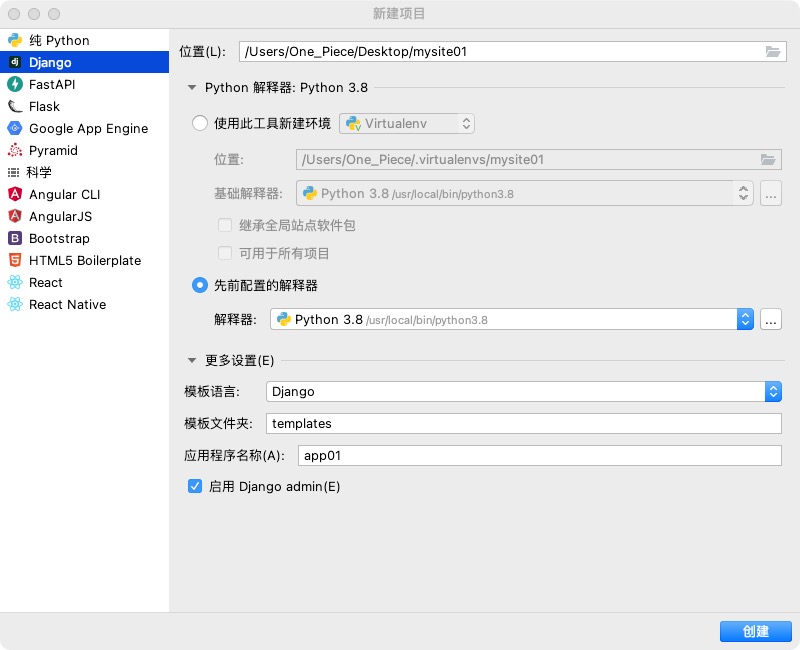 新建项目
纯 Python
Django
FastAPI
Flask
Google App Engine
Pyramid
科学
Angular CLI
AngularJS
Bootstrap
HTML5 Boilerplate
React
React Native
位置(L): /Users/One_Piece/Desktop/mysite01
Python 解释器: Python 3.8
使用此工具新建环境 Virtualenv
位置: /Users/One_Piece/.virtualenvs/mysite01
基础解释器: Python 3.8 /usr/local/bin/python3.8 ...
继承全局站点软件包
可用于所有项目
先前配置的解释器
解释器: Python 3.8 /usr/local/bin/python3.8 ...
更多设置(E)
模板语言: Django
模板文件夹: templates
应用程序名称(A): app01
启用 Django admin(E)
创建